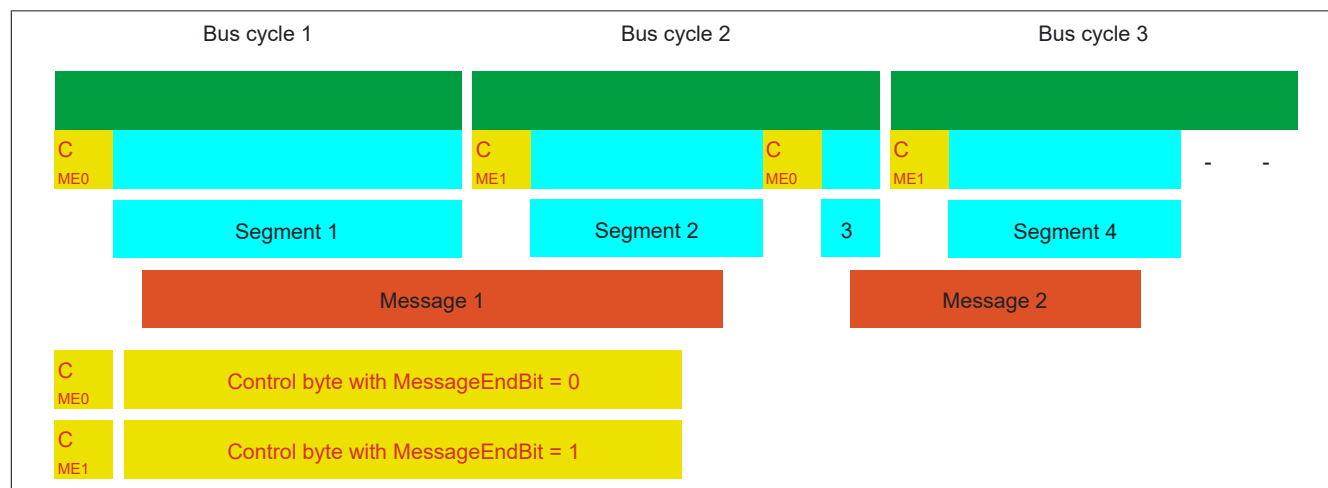 Bus cycle 1 Bus cycle 2 Bus cycle 3
C C C C
ME0 ME1 ME0 ME1 - -
Segment 1 Segment 2 3 Segment 4
Message 1 Message 2
C
ME0 Control byte with MessageEndBit = 0
C
ME1 Control byte with MessageEndBit = 1